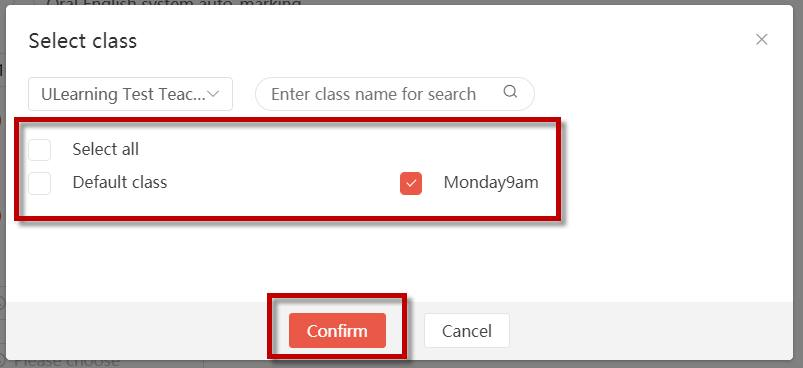 Oral English system auto-marking
Select class
ULearning Test Teac...
Enter class name for search
Select all
Default class
Monday9am
Confirm
Cancel
Please choose